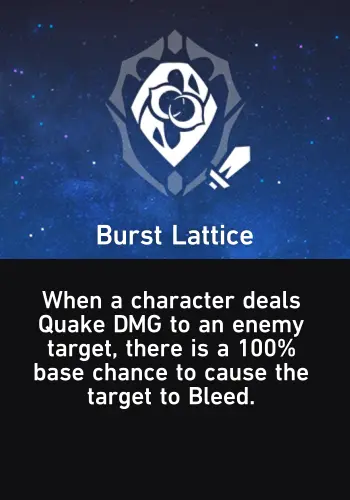 Burst Lattice
When a character deals
Quake DMG to an enemy
target, there is a 100%
base chance to cause the
target to Bleed.